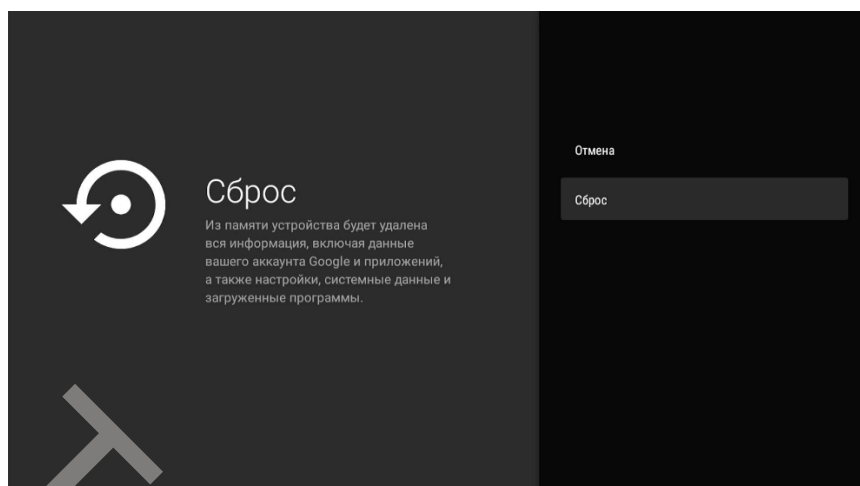 Сброс
Из памяти устройства будет удалена
вся информация, включая данные
вашего аккаунта Google и приложений,
а также настройки, системные данные и
загруженные программы.
Отмена
Сброс